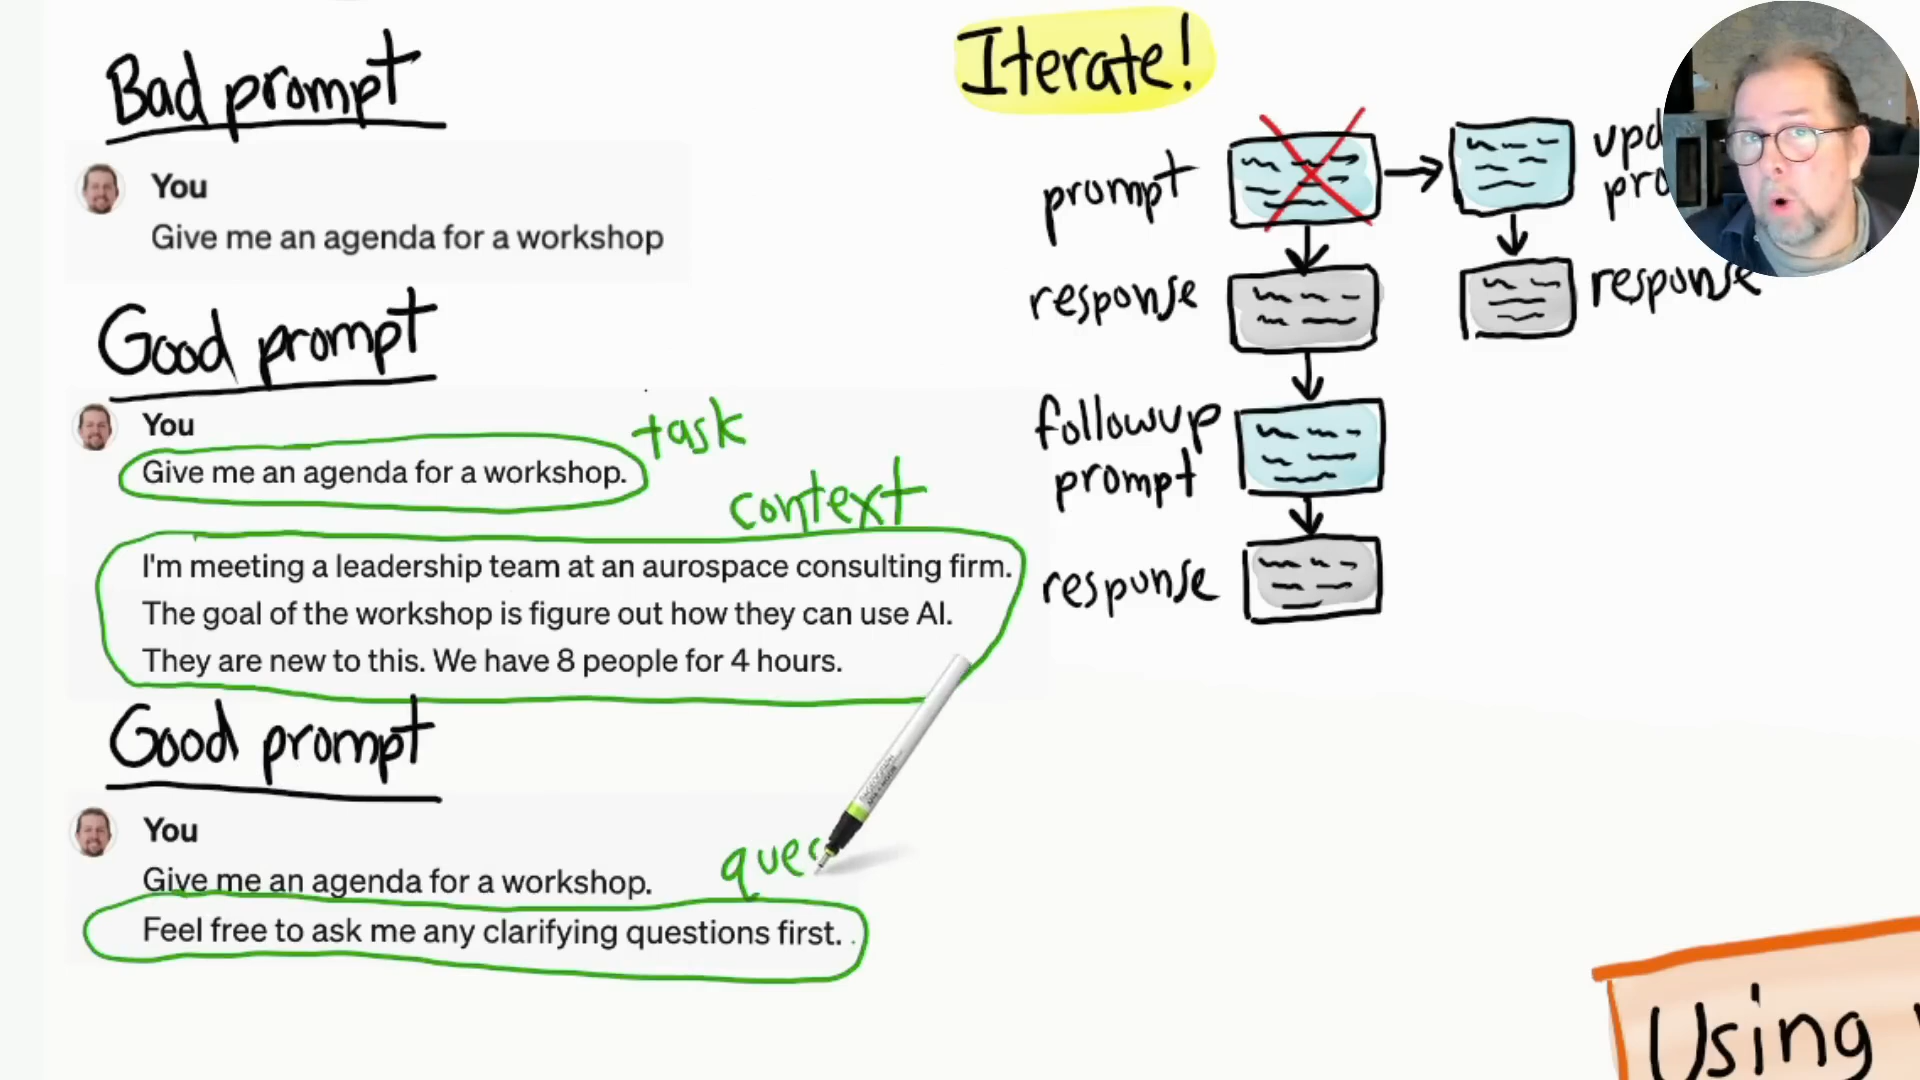 Bad prompt
You
Give me an agenda for a workshop
Good prompt
You
Give me an agenda for a workshop.
task
context
I'm meeting a leadership team at an aurospace consulting firm.
The goal of the workshop is figure out how they can use AI.
They are new to this. We have 8 people for 4 hours.
Good prompt
You
Give me an agenda for a workshop.
ques
Feel free to ask me any clarifying questions first.
Iterate!
prompt
response
followup
prompt
response
upd
pro
response
Using